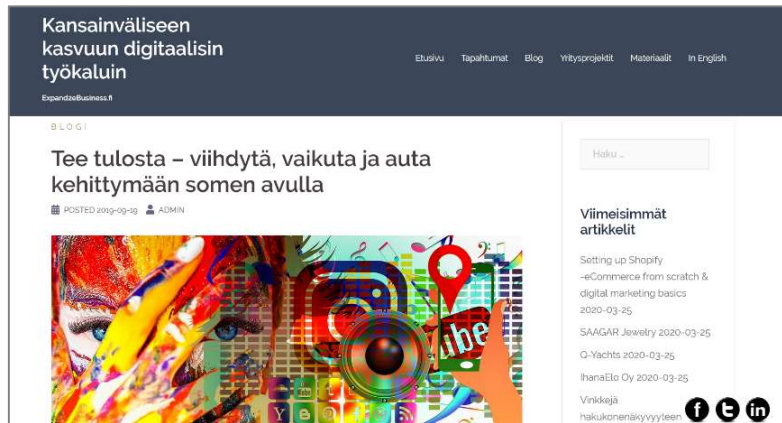 Kansainväliseen
kasvuun digitaalisin
työkaluin
ExpandzeBusiness.fi
Etusivu Tapahtumat Blog Yritysprojektit Materiaalit In English
BLOGI
Tee tulosta – viihdytä, vaikuta ja auta
kehittymään somen avulla
POSTED 2019-09-19 ADMIN
Haku …
Viimeisimmät
artikkelit
Setting up Shopify
-eCommerce from scratch &
digital marketing basics
2020-03-25
SAAGAR Jewelry 2020-03-25
Q-Yachts 2020-03-25
IhanaElo Oy 2020-03-25
Vinkkejä
hakukonenäkyvyyteen